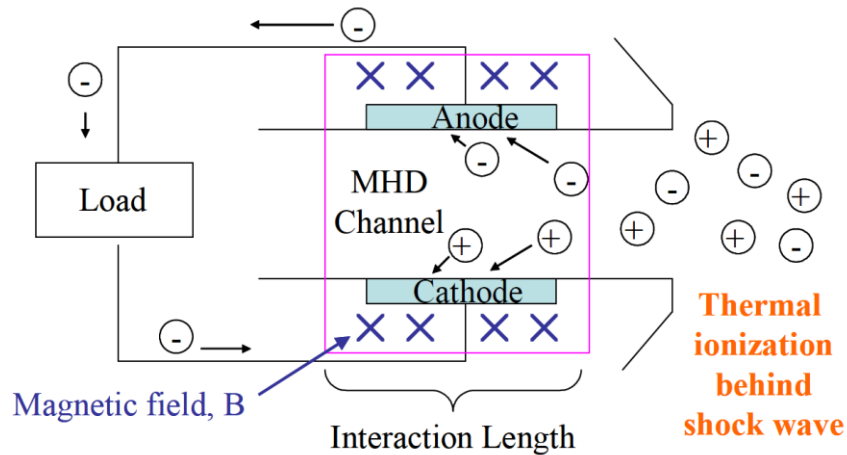 Anode
MHD
Channel
Load
Cathode
Thermal
ionization
behind
shock wave
Magnetic field, B
Interaction Length